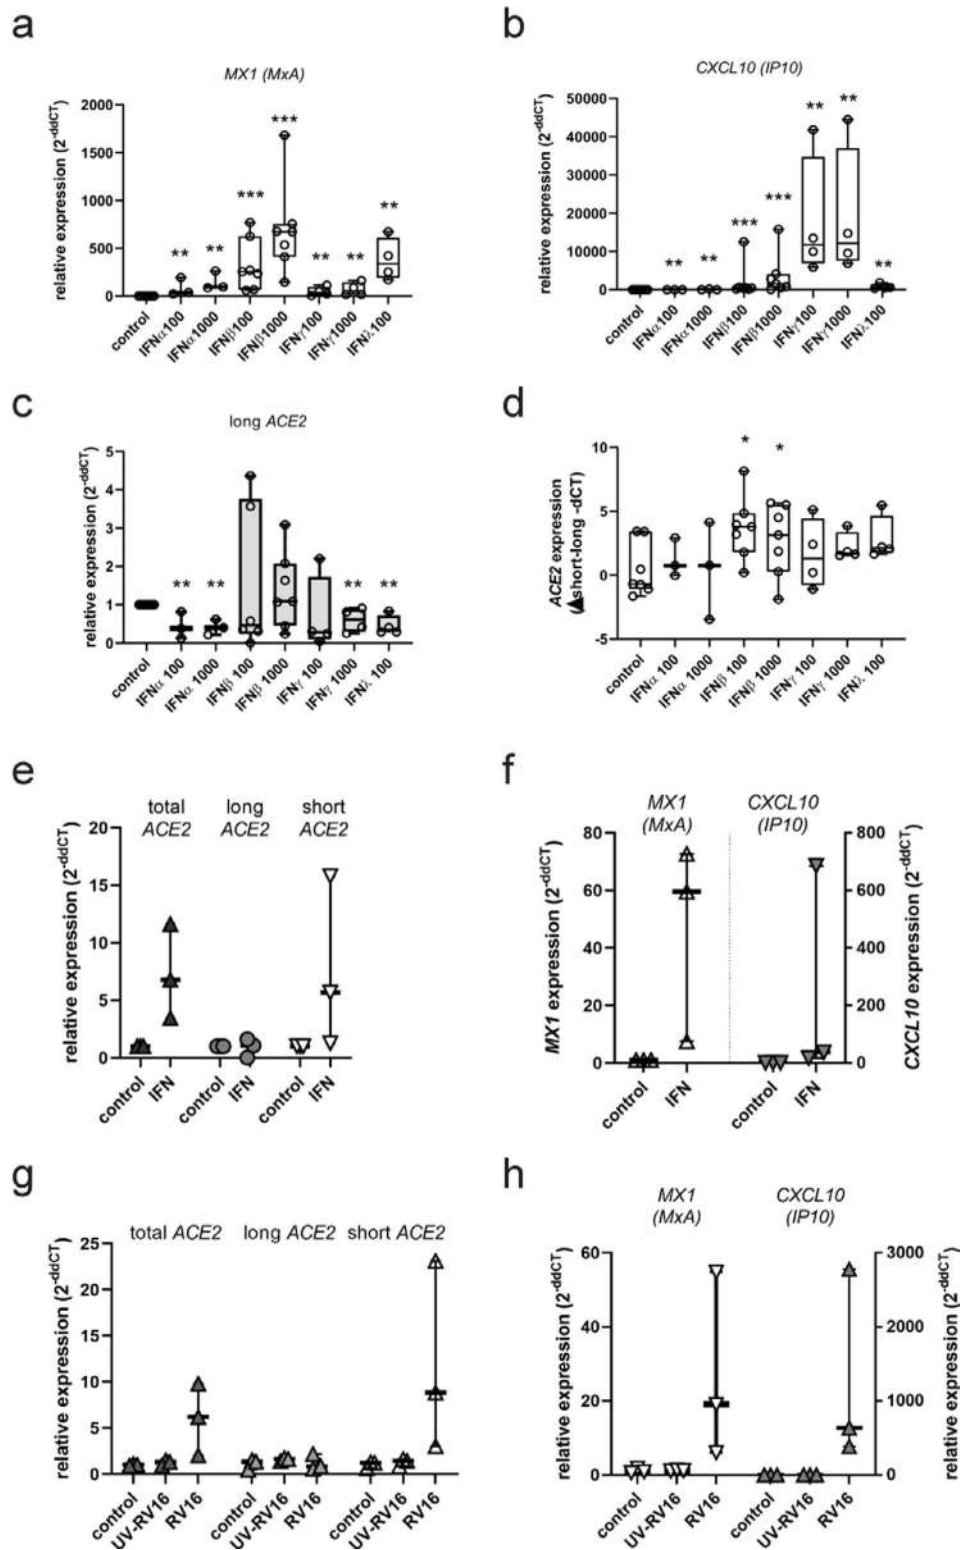 a
MX1 (MxA)
relative expression (2^-ddCT)
2000
1500
1000
500
0
** ** *** *** ** ** **
control
IFNα100
IFNα1000
IFNβ100
IFNβ1000
IFNγ100
IFNγ1000
IFNλ100
b
CXCL10 (IP10)
relative expression (2^-ddCT)
50000
40000
30000
20000
10000
0
** ** *** *** ** ** **
control
IFNα100
IFNα1000
IFNβ100
IFNβ1000
IFNγ100
IFNγ1000
IFNλ100
c
long ACE2
relative expression (2^-ddCT)
5
4
3
2
1
0
** ** ** **
control
IFNα 100
IFNα 1000
IFNβ 100
IFNβ 1000
IFNγ 100
IFNγ 1000
IFNλ 100
d
ACE2 expression
(▲short-long -dCT)
10
5
0
-5
* *
control
IFNα 100
IFNα 1000
IFNβ 100
IFNβ 1000
IFNγ 100
IFNγ 1000
IFNλ 100
e
total ACE2
long ACE2
short ACE2
relative expression (2^-ddCT)
20
15
10
5
0
control
IFN
control
IFN
control
IFN
f
MX1
(MxA)
CXCL10
(IP10)
MX1 expression (2^-ddCT)
80
60
40
20
0
800
600
400
200
0
CXCL10 expression (2^-ddCT)
control
IFN
control
IFN
g
total ACE2 long ACE2 short ACE2
relative expression (2^-ddCT)
25
20
15
10
5
0
control
UV-RV16
RV16
control
UV-RV16
RV16
control
UV-RV16
RV16
h
MX1
(MxA)
CXCL10
(IP10)
relative expression (2^-ddCT)
60
40
20
0
3000
2000
1000
0
relative expression (2^-ddCT)
control
UV-RV16
RV16
control
UV-RV16
RV16